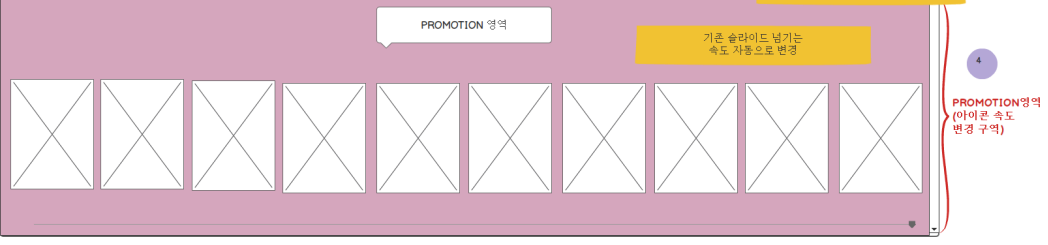 PROMOTION 영역
기존 슬라이드 넘기는
속도 자동으로 변경
4
PROMOTION영역
(아이콘 속도
변경 구역)